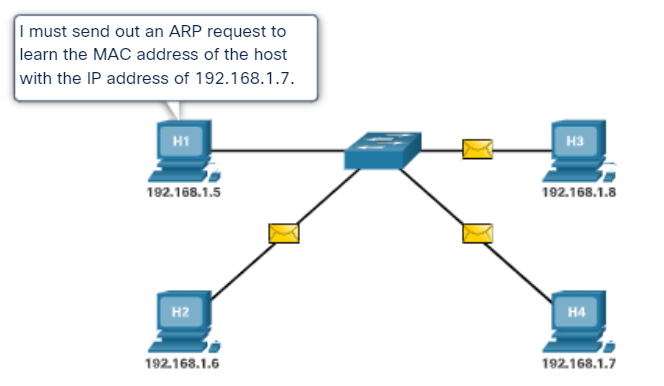 I must send out an ARP request to
learn the MAC address of the host
with the IP address of 192.168.1.7.
H1
192.168.1.5
H3
192.168.1.8
H2
192.168.1.6
H4
192.168.1.7